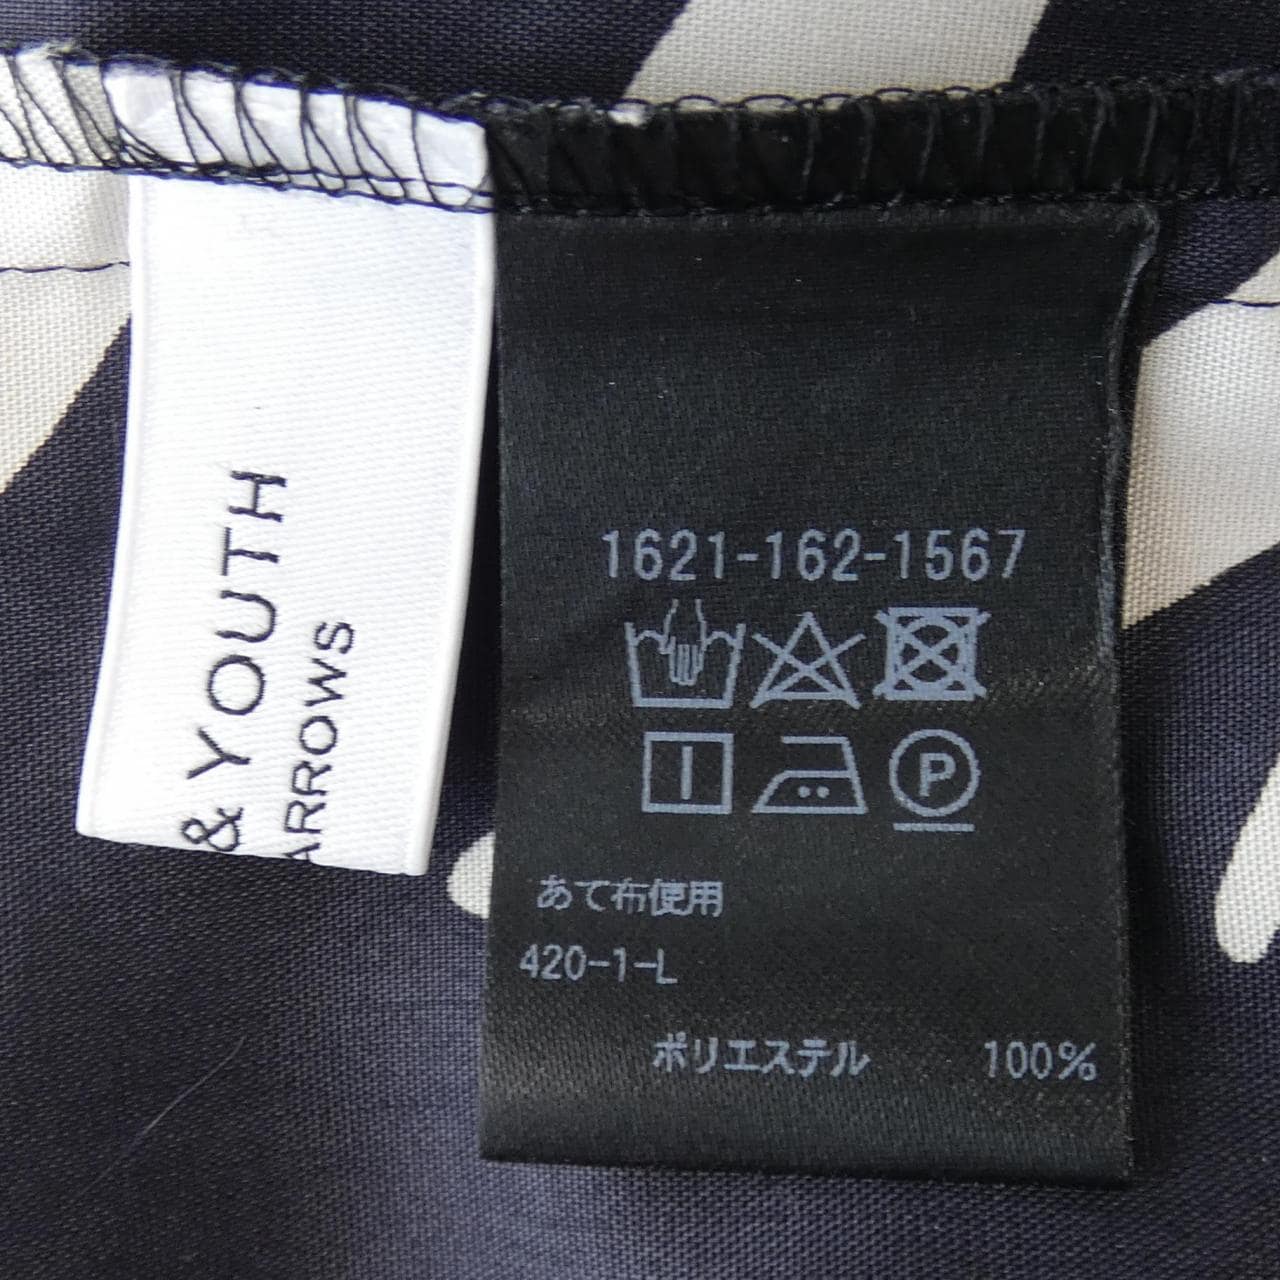 & YOUTH
ARROWS
1621-162-1567
P
あて布使用
420-1-L
ポリエステル 100%